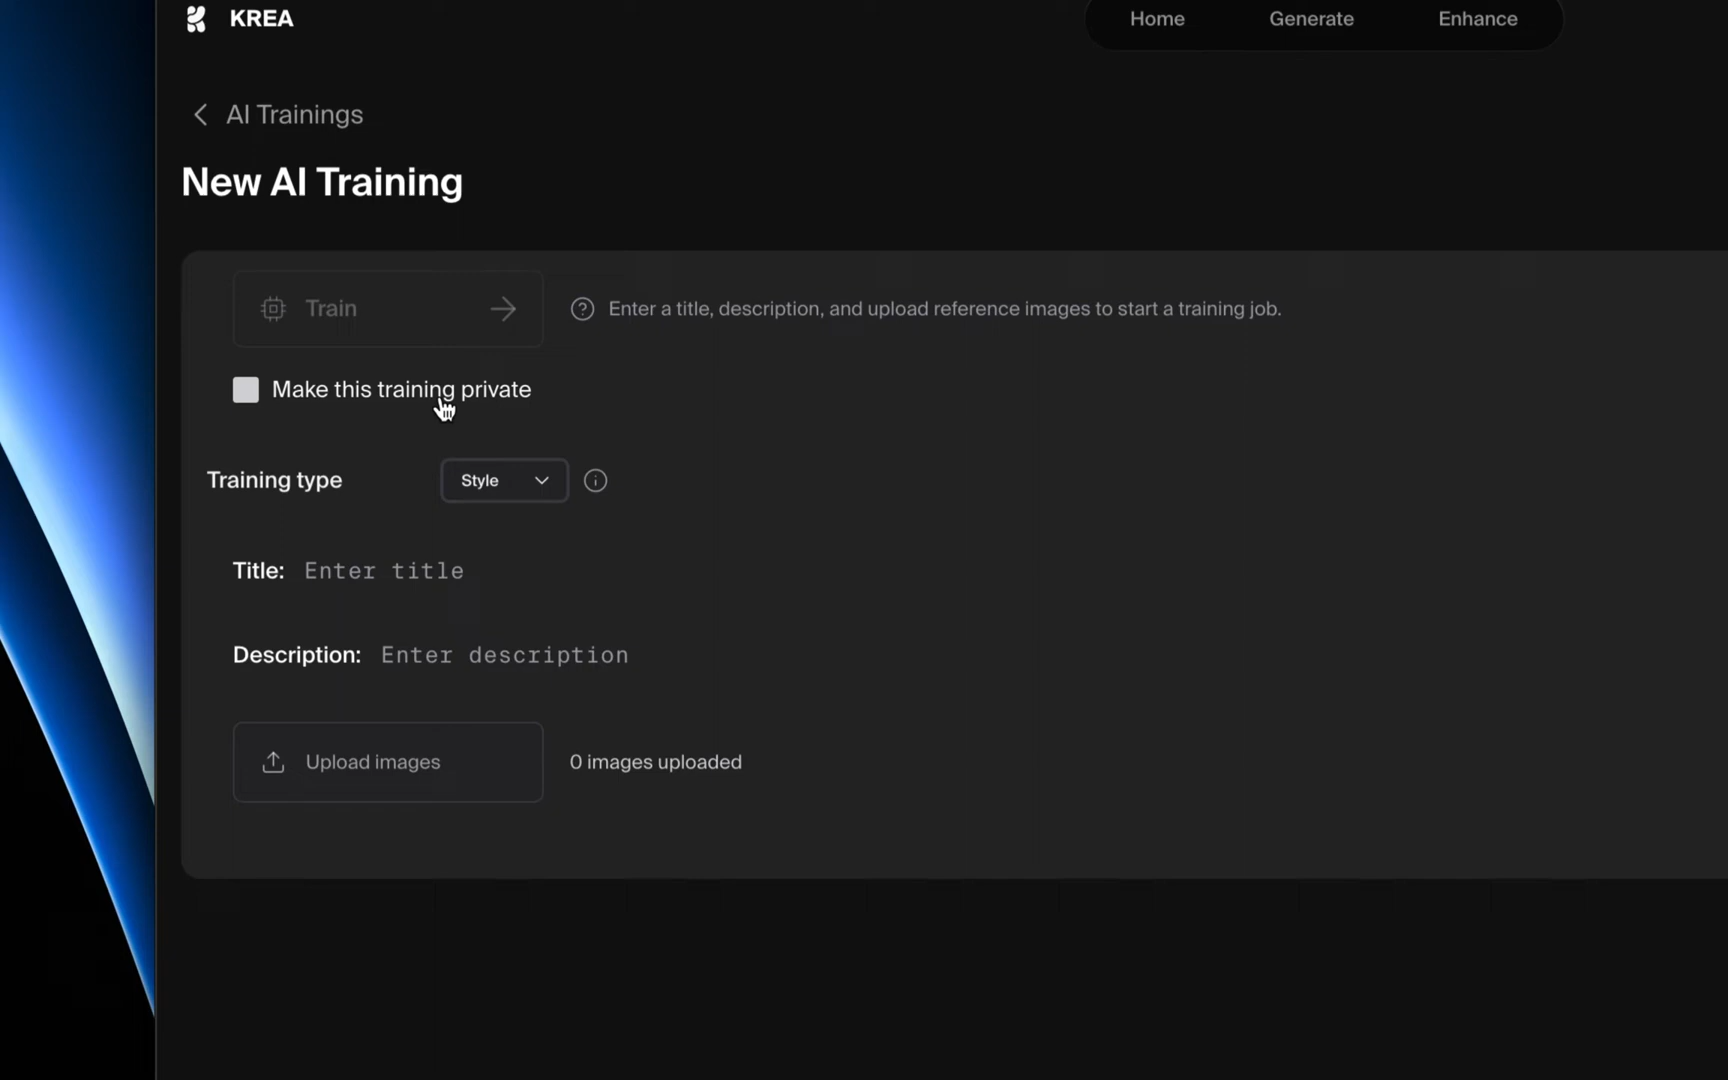 KREA
Home Generate Enhance
AI Trainings
New AI Training
Train
Enter a title, description, and upload reference images to start a training job.
Make this training private
Training type Style
Title: Enter title
Description: Enter description
Upload images 0 images uploaded